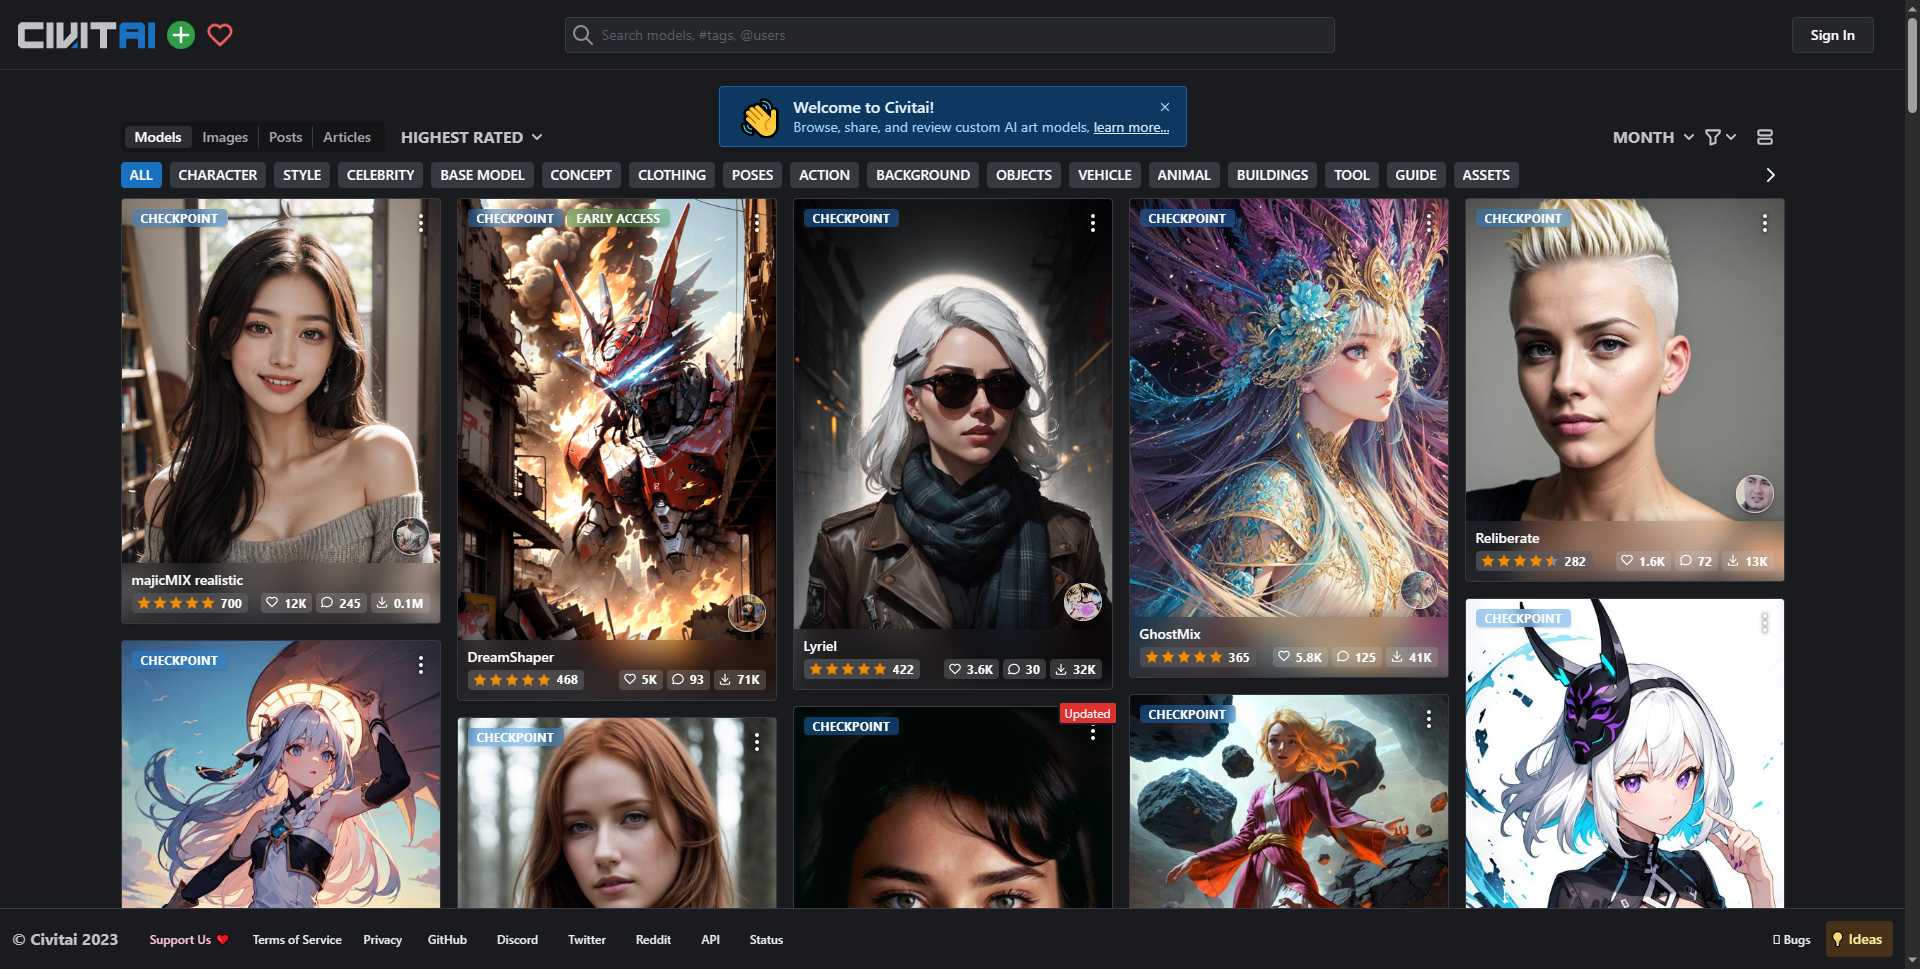 CIVITAI
Search models, #tags, @users
Sign In
Welcome to Civitai!
Browse, share, and review custom AI art models, learn more...
Models Images Posts Articles HIGHEST RATED
MONTH
ALL CHARACTER STYLE CELEBRITY BASE MODEL CONCEPT CLOTHING POSES ACTION BACKGROUND OBJECTS VEHICLE ANIMAL BUILDINGS TOOL GUIDE ASSETS
CHECKPOINT
majicMIX realistic
700 12K 245 0.1M
CHECKPOINT EARLY ACCESS
DreamShaper
468 5K 93 71K
CHECKPOINT
Lyriel
422 3.6K 30 32K
CHECKPOINT
GhostMix
365 5.8K 125 41K
CHECKPOINT
Reliberate
282 1.6K 72 13K
CHECKPOINT
CHECKPOINT
Updated
CHECKPOINT
CHECKPOINT
CHECKPOINT
© Civitai 2023 Support Us Terms of Service Privacy GitHub Discord Twitter Reddit API Status
Bugs Ideas